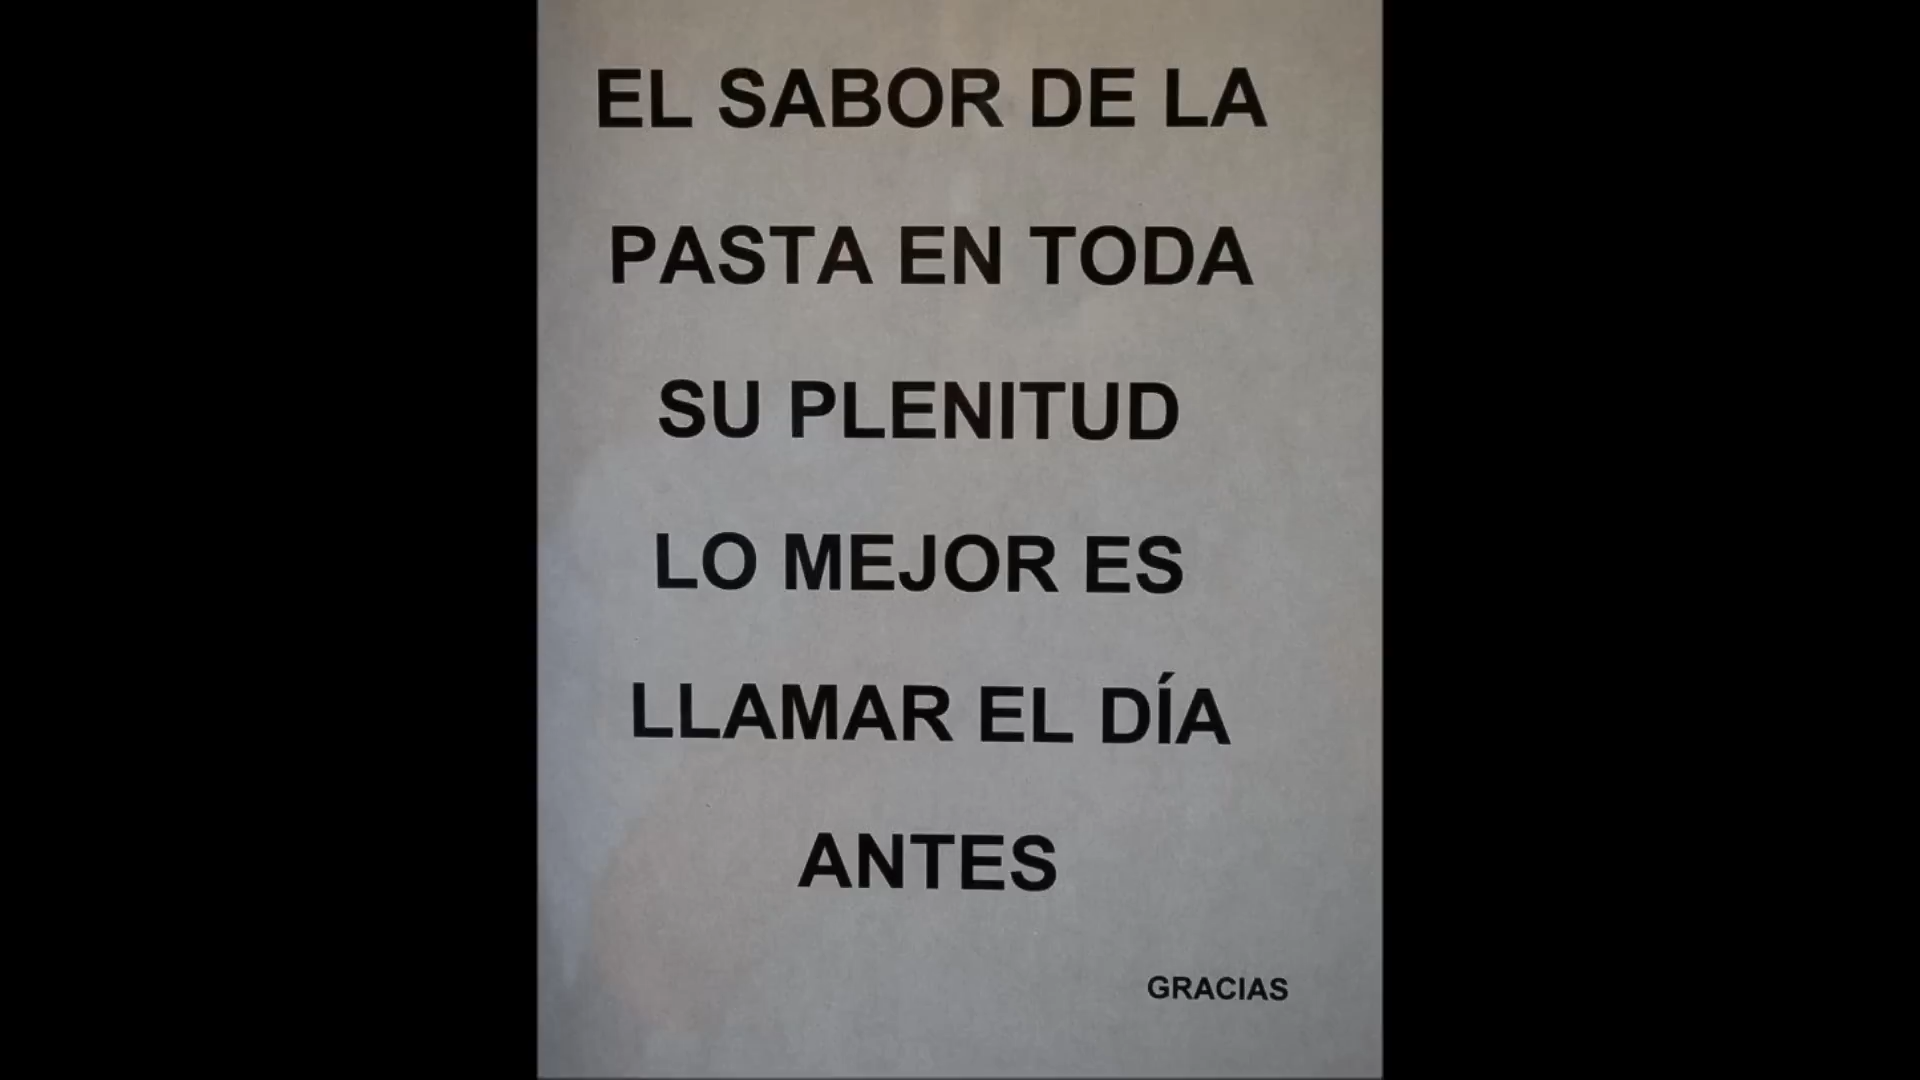 EL SABOR DE LA
PASTA EN TODA
SU PLENITUD
LO MEJOR ES
LLAMAR EL DÍA
ANTES
GRACIAS